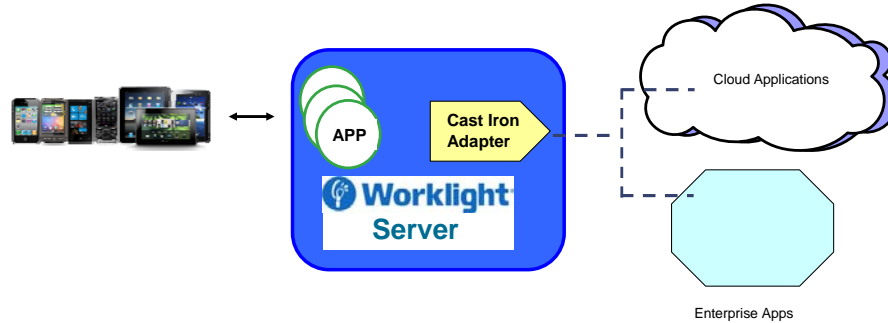 Cloud Applications
APP
Cast Iron
Adapter
Worklight
Server
Enterprise Apps